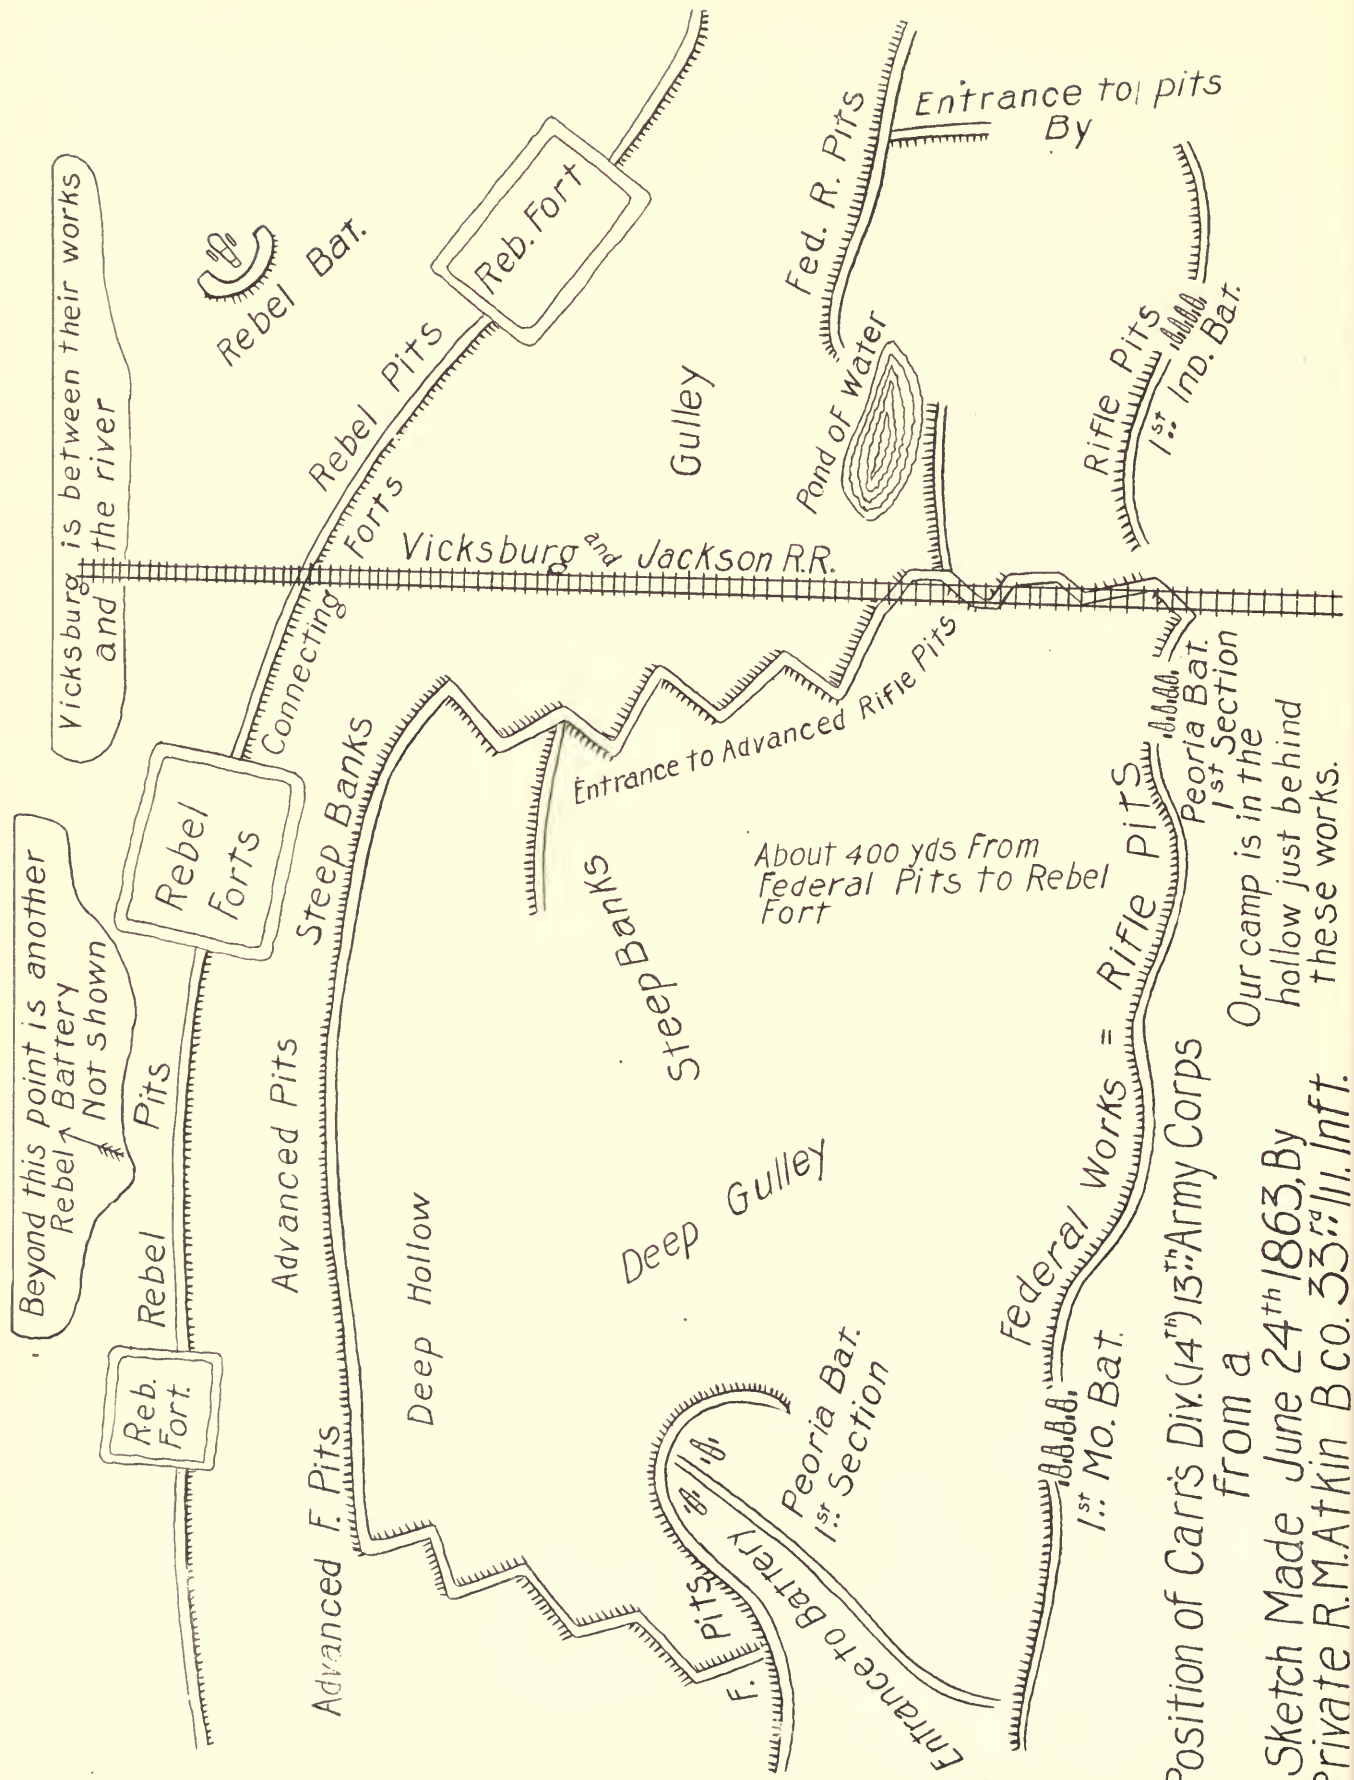 Beyond this point is another
Rebel Battery
Not shown
Vicksburg is between their works
and the river
Reb.
Fort.
Rebel Pits
Rebel
Forts
Rebel Bat.
Connecting Forts
Rebel Pits
Reb. Fort
Advanced F. Pits
Advanced Pits
Steep Banks
Deep Hollow
Vicksburg and Jackson R.R.
Gulley
Entrance to Advanced Rifle Pits
Steep Banks
Deep Gulley
About 400 yds From
Federal Pits to Rebel
Fort
F. Pits
Entrance to Battery
Peoria Bat.
1st Section
Pond of water
Fed. R. Pits
Entrance to pits
By
Federal Works = Rifle Pits
1st Mo. Bat.
Peoria Bat.
1st Section
Rifle Pits
1st Ind. Bat.
Our camp is in the
hollow just behind
these works.
Position of Carr's Div. (14th) 13th Army Corps
from a
Sketch Made June 24th 1863, By
Private R.M. Atkin B co. 33rd Ill. Inft.